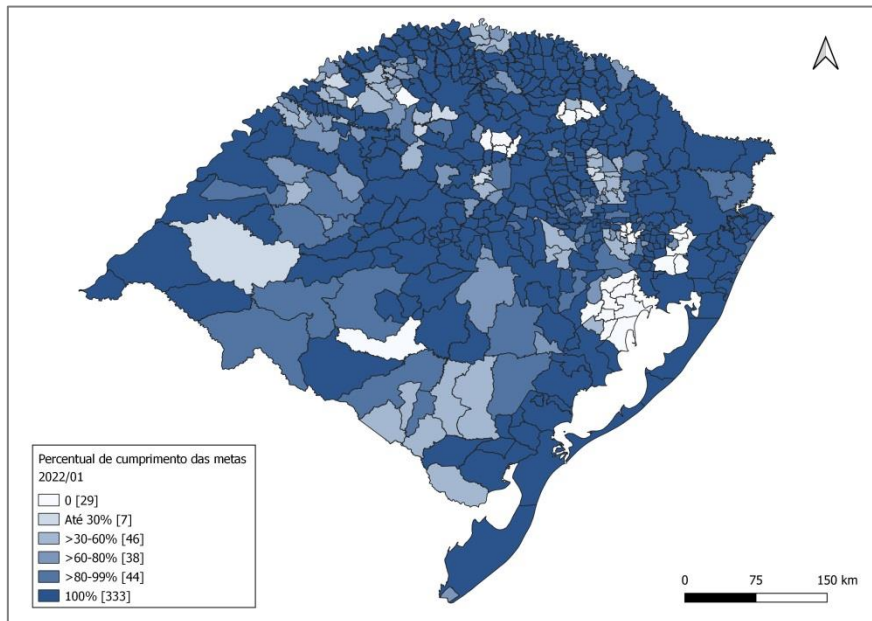 Percentual de cumprimento das metas
2022/01
0 [29]
Até 30% [7]
>30-60% [46]
>60-80% [38]
>80-99% [44]
100% [333]
0 75 150 km